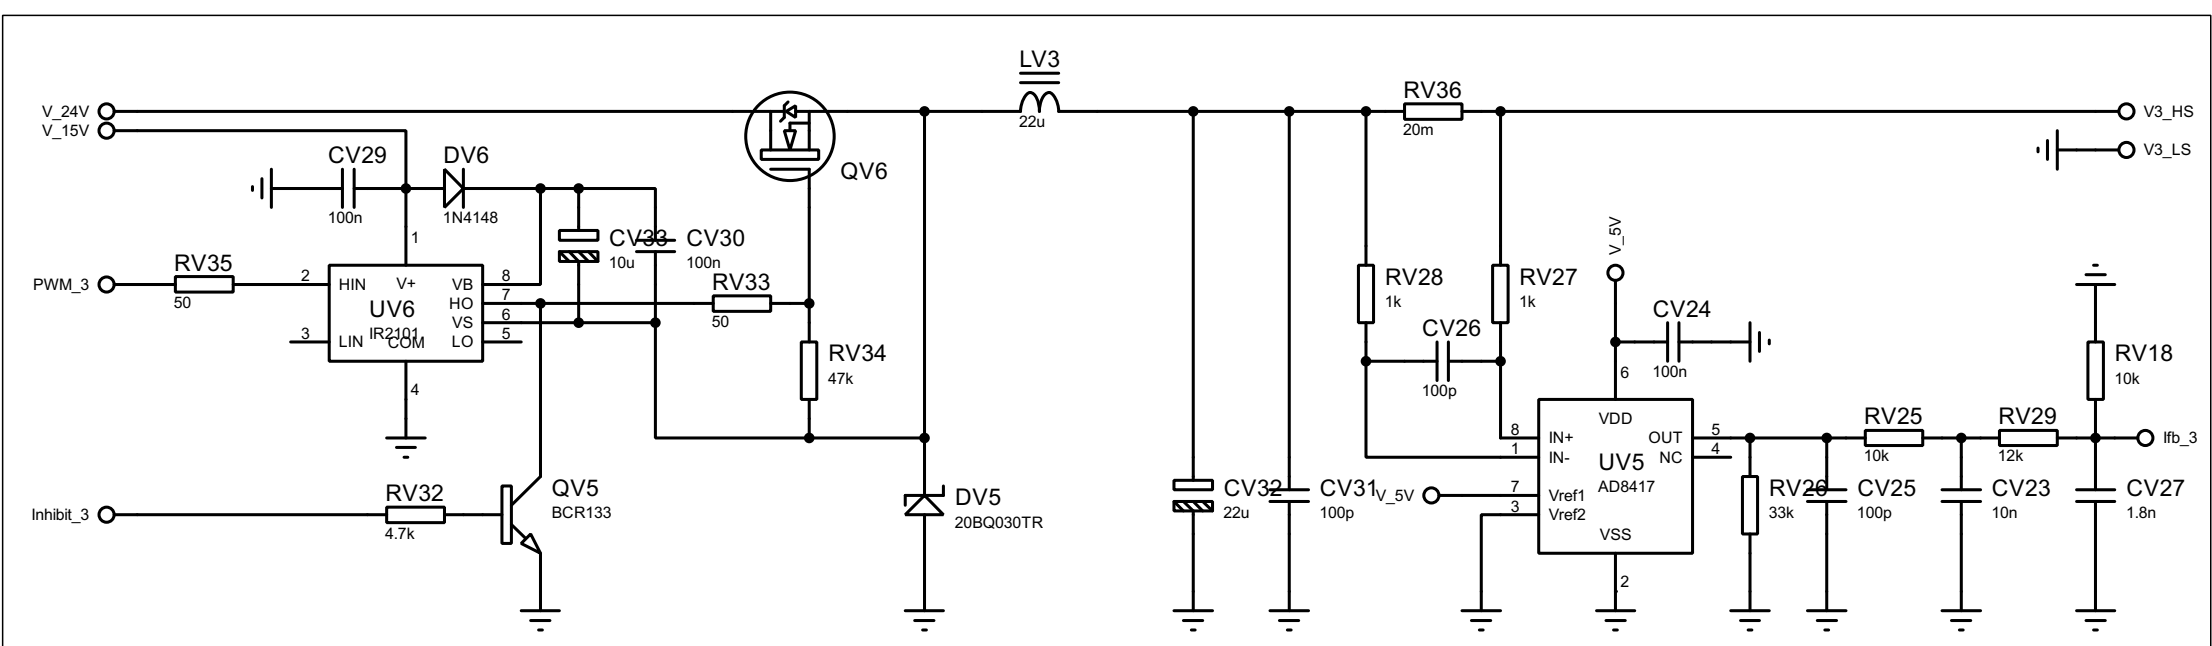 LV3
22u
RV36
20m
V_24V
V_15V
V3_HS
V3_LS
CV29
100n
DV6
1N4148
QV6
1
CV33
10u
CV30
100n
V_5V
PWM_3
RV35
50
2
HIN
V+
VB
8
HO
7
VS
6
LO
5
3
LIN
UV6
IR2101
COM
4
RV33
50
RV34
47k
RV28
1k
RV27
1k
CV26
100p
CV24
100n
6
RV18
10k
Inhibit_3
RV32
4.7k
QV5
BCR133
DV5
20BQ030TR
CV32
22u
CV31
100p
V_5V
8
IN+
1
IN-
7
Vref1
3
Vref2
VDD
UV5
AD8417
VSS
OUT
5
NC
4
2
RV26
33k
CV25
100p
RV25
10k
CV23
10n
RV29
12k
CV27
1.8n
Ifb_3